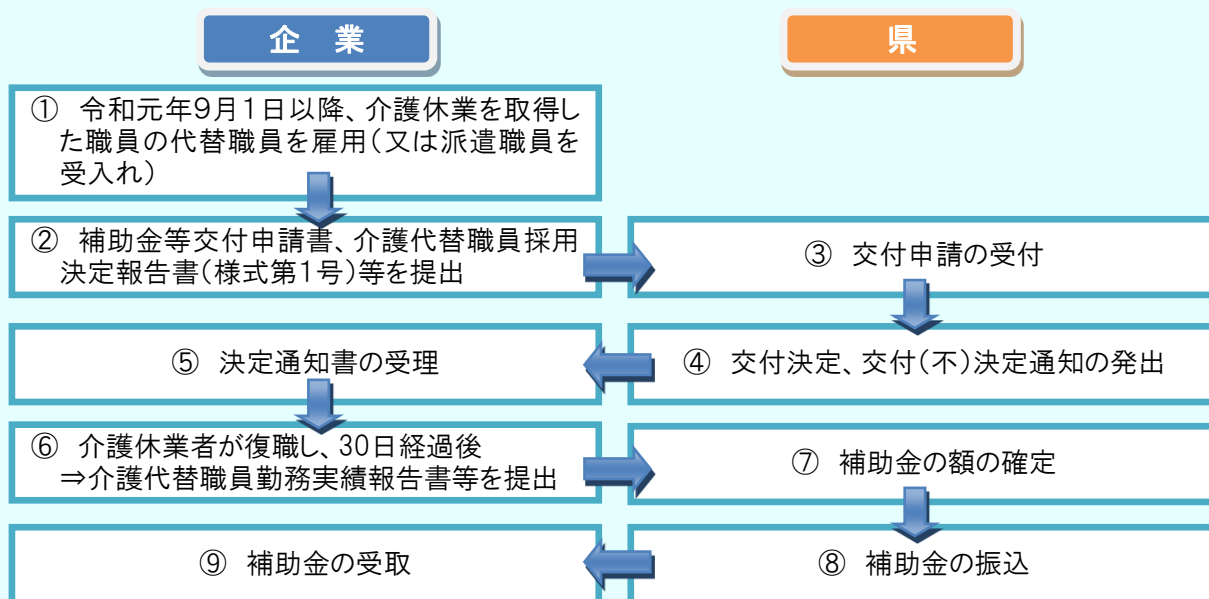 企　業
県
①　令和元年9月1日以降、介護休業を取得し
た職員の代替職員を雇用（又は派遣職員を
受入れ）
②　補助金等交付申請書、介護代替職員採用
決定報告書（様式第1号）等を提出
③　交付申請の受付
④　交付決定、交付（不）決定通知の発出
⑤　決定通知書の受理
⑥　介護休業者が復職し、30日経過後
⇒介護代替職員勤務実績報告書等を提出
⑦　補助金の額の確定
⑧　補助金の振込
⑨　補助金の受取